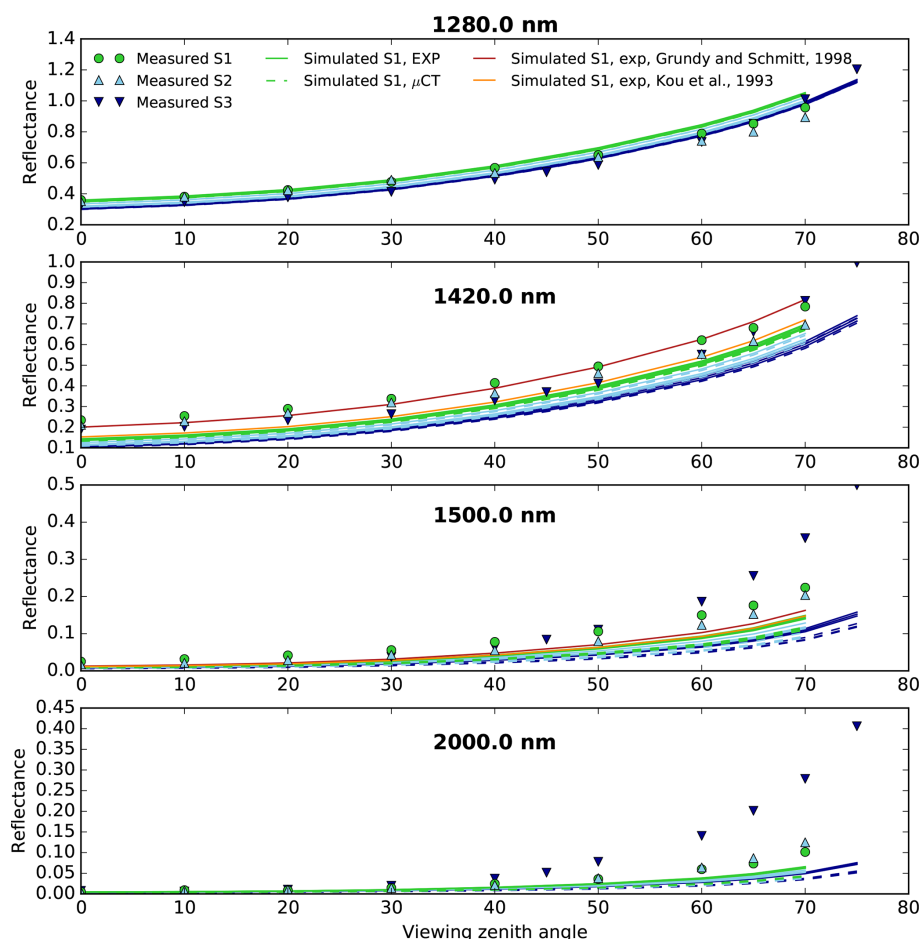 1280.0 nm
Reflectance
1.4
1.2
1.0
0.8
0.6
0.4
0.2
Measured S1
Measured S2
Measured S3
Simulated S1, EXP
Simulated S1, μCT
Simulated S1, exp, Grundy and Schmitt, 1998
Simulated S1, exp, Kou et al., 1993
0 10 20 30 40 50 60 70 80
1420.0 nm
Reflectance
1.0
0.9
0.8
0.7
0.6
0.5
0.4
0.3
0.2
0.1
0 10 20 30 40 50 60 70 80
1500.0 nm
Reflectance
0.5
0.4
0.3
0.2
0.1
0.0
0 10 20 30 40 50 60 70 80
2000.0 nm
Reflectance
0.45
0.40
0.35
0.30
0.25
0.20
0.15
0.10
0.05
0.00
0 10 20 30 40 50 60 70 80
Viewing zenith angle